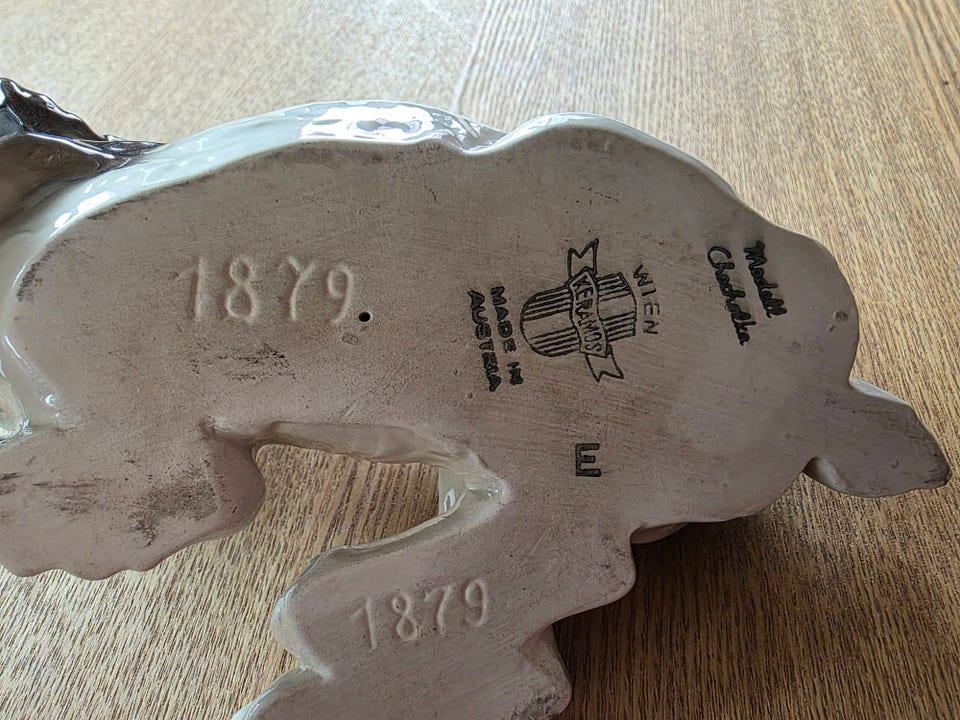 1879
WIEN
KERAMOS
MADE IN
AUSTRIA
Modell
Chocholka
E
1879